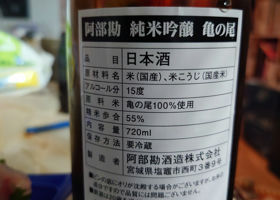 阿部勘 純米吟醸 亀の尾
品目 日本酒
原材料名 米(国産)、米こうじ(国産米)
アルコール分 15度
原料米 亀の尾100%使用
精米歩合 55%
内容量 720ml
保存方法 要冷蔵
製造者 阿部勘酒造株式会社
宮城県塩竈市西町3番9号